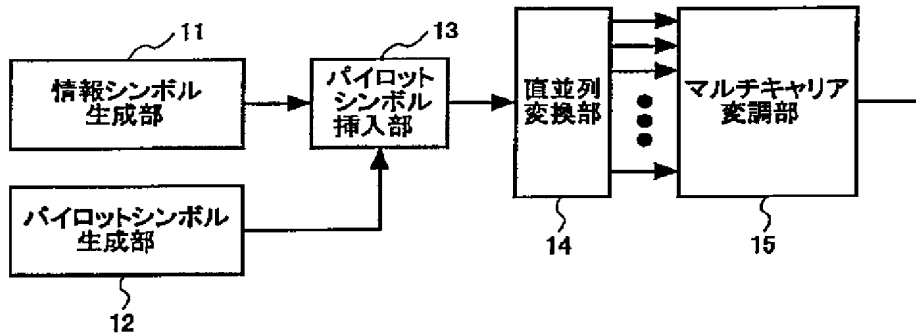 11
情報シンボル
生成部
13
パイロット
シンボル
挿入部
直並列
変換部
14
マルチキャリア
変調部
15
パイロットシンボル
生成部
12